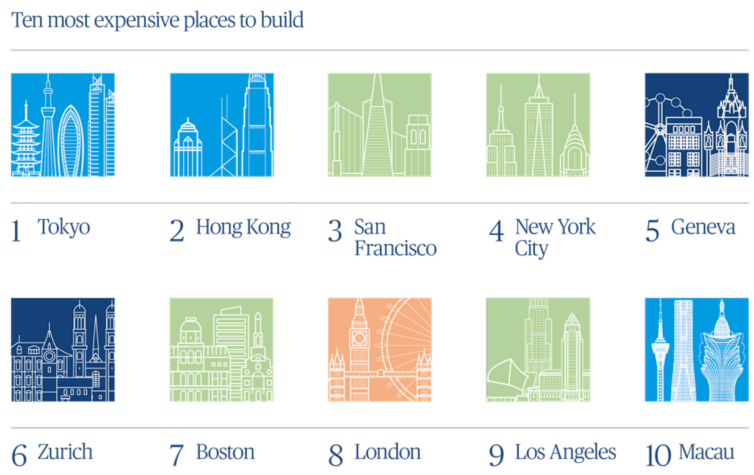 Ten most expensive places to build
1 Tokyo
2 Hong Kong
3 San
Francisco
4 New York
City
5 Geneva
6 Zurich
7 Boston
8 London
9 Los Angeles
10 Macau